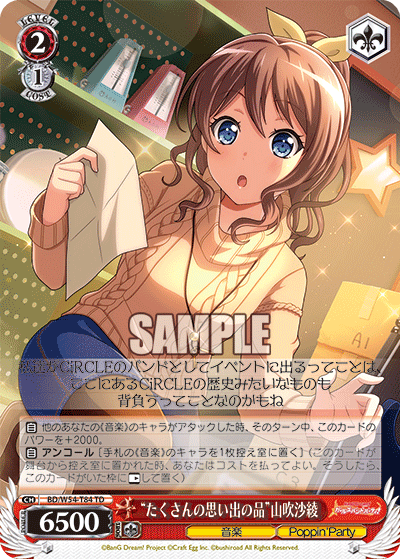 LEVEL
2
1
COST
SAMPLE
がCiRCLEのバンドとしてイベントに出るってことは、
ここにあるCiRCLEの歴史みたいなものも
背負うってことなのかもね
自 他のあなたの《音楽》のキャラがアタックした時、そのターン中、このカードの
パワーを+2000。
自 アンコール [手札の《音楽》のキャラを1枚控え室に置く] (このカードが
舞台から控え室に置かれた時、あなたはコストを払ってよい。そうしたら、
このカードがいた枠に置く)
CH BD/W54-T84 TD
6500
“たくさんの思い出の品”山吹沙綾
音楽
Poppin'Party
©BanG Dream! Project ©Craft Egg Inc. ©bushiroad All Rights Reserved.